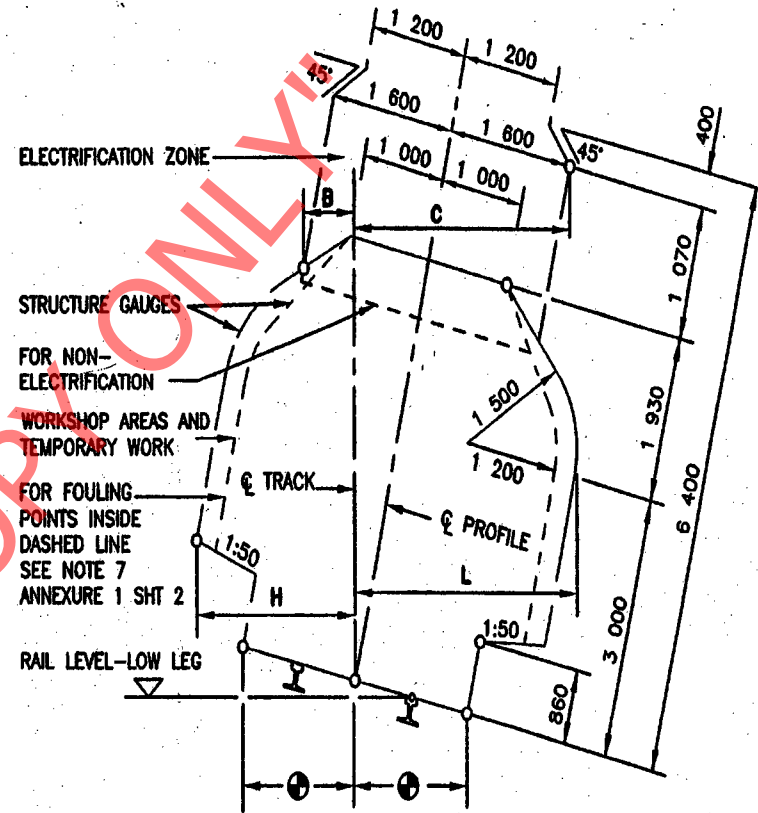 1 200
1 200
45°
1 600
1 600
400
ELECTRIFICATION ZONE
1 000
1 000
45°
B
C
1 070
STRUCTURE GAUGES
FOR NON-
ELECTRIFICATION
1 500
1 930
WORKSHOP AREAS AND
TEMPORARY WORK
1 200
6 400
℄ TRACK
FOR FOULING
POINTS INSIDE
DASHED LINE
SEE NOTE 7
ANNEXURE 1 SHT 2
℄ PROFILE
1:50
H
L
1:50
3 000
RAIL LEVEL-LOW LEG
860
OPY ONLY"